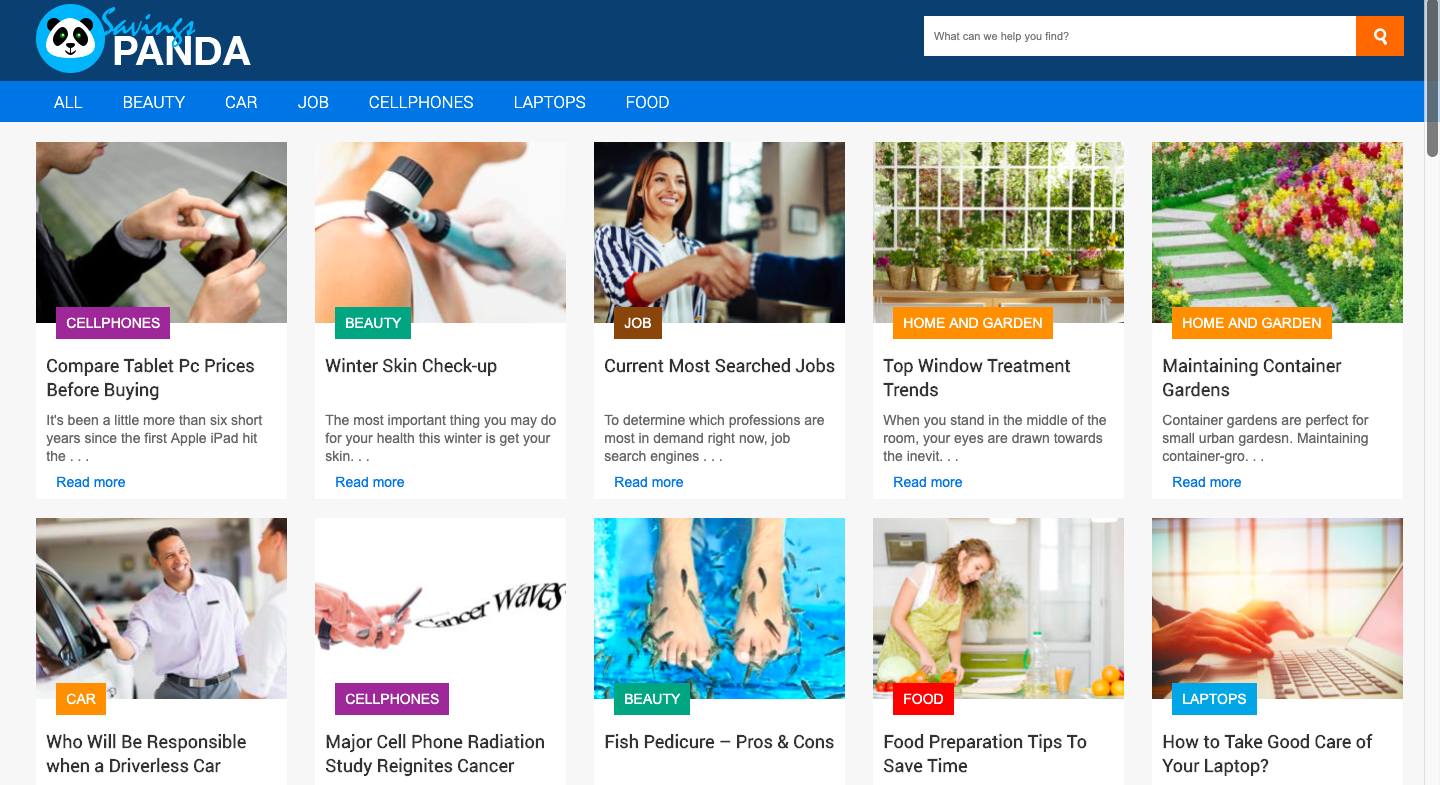 Savings
PANDA
What can we help you find?
ALL BEAUTY CAR JOB CELLPHONES LAPTOPS FOOD
CELLPHONES
Compare Tablet Pc Prices
Before Buying
It's been a little more than six short
years since the first Apple iPad hit
the . . .
Read more
BEAUTY
Winter Skin Check-up
The most important thing you may do
for your health this winter is get your
skin. . .
Read more
JOB
Current Most Searched Jobs
To determine which professions are
most in demand right now, job
search engines . . .
Read more
HOME AND GARDEN
Top Window Treatment
Trends
When you stand in the middle of the
room, your eyes are drawn towards
the inevit. . .
Read more
HOME AND GARDEN
Maintaining Container
Gardens
Container gardens are perfect for
small urban gardesn. Maintaining
container-gro. . .
Read more
CAR
Who Will Be Responsible
when a Driverless Car
Cancer Waves
CELLPHONES
Major Cell Phone Radiation
Study Reignites Cancer
BEAUTY
Fish Pedicure – Pros & Cons
FOOD
Food Preparation Tips To
Save Time
LAPTOPS
How to Take Good Care of
Your Laptop?